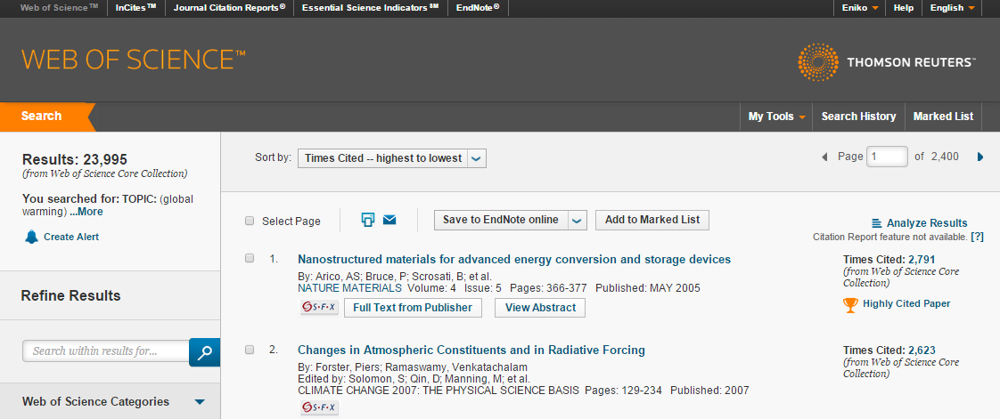 Web of Science™ InCites™ Journal Citation Reports® Essential Science Indicators℠ EndNote® Eniko Help English
WEB OF SCIENCE™
THOMSON REUTERS™
Search My Tools Search History Marked List
Results: 23,995
(from Web of Science Core Collection)
You searched for: TOPIC: (global
warming) ...More
Create Alert
Refine Results
Search within results for...
Web of Science Categories
Sort by: Times Cited -- highest to lowest Page 1 of 2,400
Select Page Save to EndNote online Add to Marked List
Analyze Results
Citation Report feature not available. [?]
1. Nanostructured materials for advanced energy conversion and storage devices
By: Arico, AS; Bruce, P; Scrosati, B; et al.
NATURE MATERIALS Volume: 4 Issue: 5 Pages: 366-377 Published: MAY 2005
S·F·X Full Text from Publisher View Abstract
Times Cited: 2,791
(from Web of Science Core
Collection)
Highly Cited Paper
2. Changes in Atmospheric Constituents and in Radiative Forcing
By: Forster, Piers; Ramaswamy, Venkatachalam
Edited by: Solomon, S; Qin, D; Manning, M; et al.
CLIMATE CHANGE 2007: THE PHYSICAL SCIENCE BASIS Pages: 129-234 Published: 2007
S·F·X
Times Cited: 2,623
(from Web of Science Core
Collection)